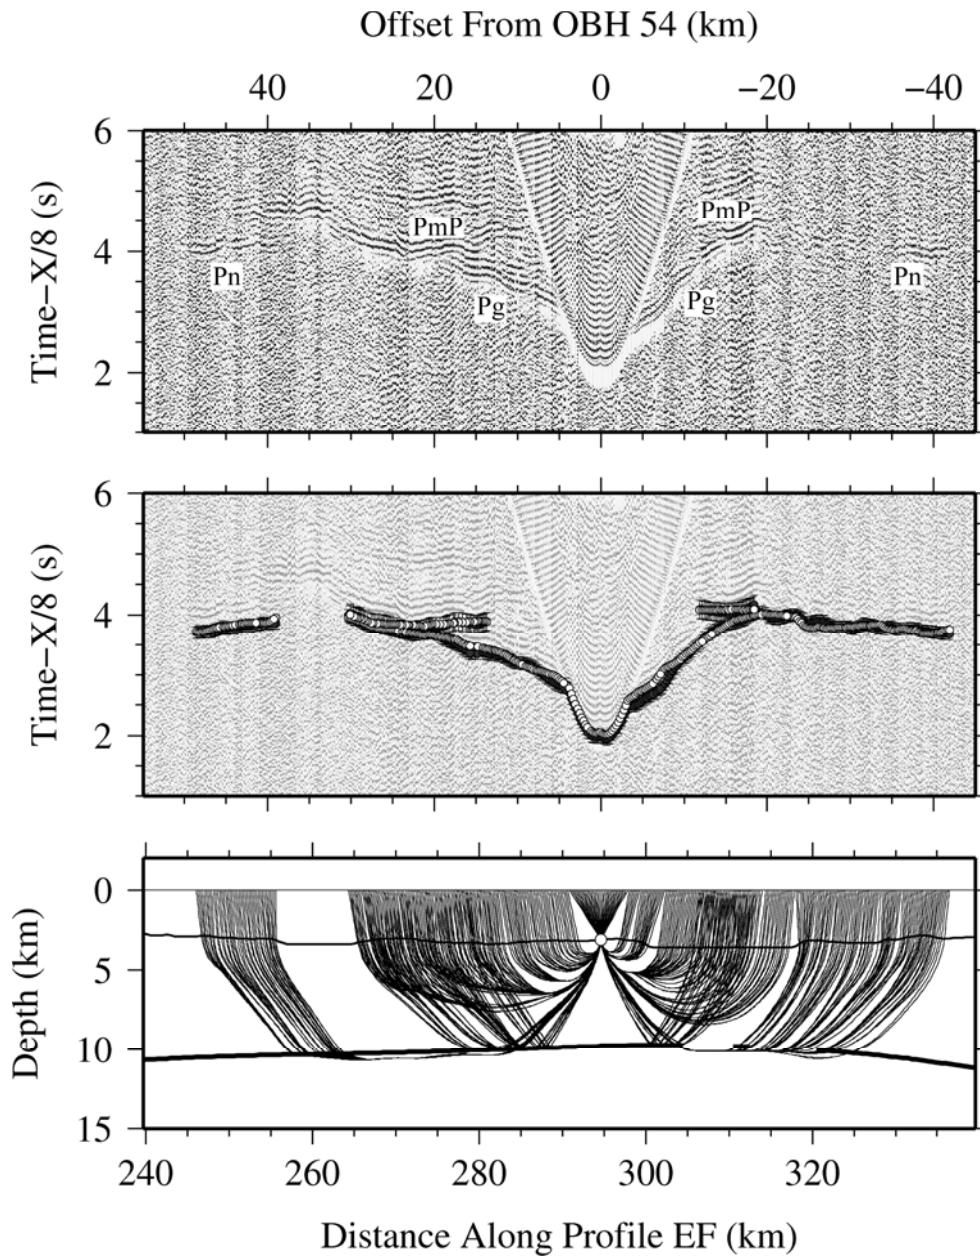 Offset From OBH 54 (km)
40 20 0 −20 −40
6
4
2
Time−X/8 (s)
PmP
PmP
Pn
Pn
Pg
Pg
6
4
2
Time−X/8 (s)
0
5
10
15
Depth (km)
240 260 280 300 320
Distance Along Profile EF (km)